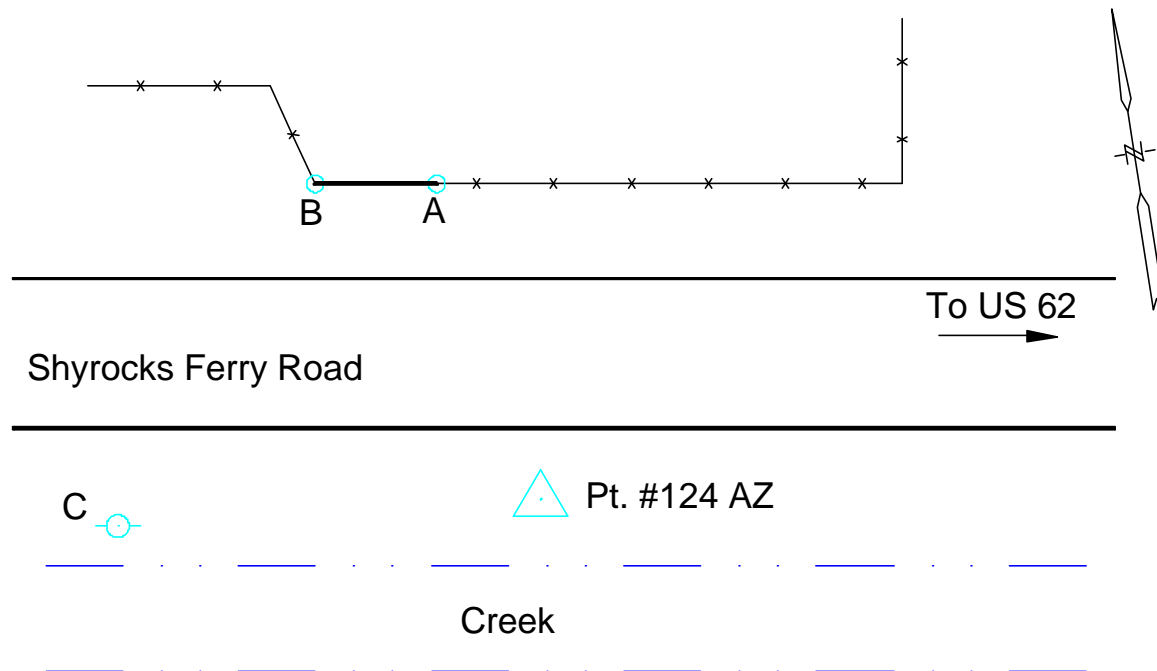 B
A
To US 62
Shyrocks Ferry Road
C
Pt. #124 AZ
Creek